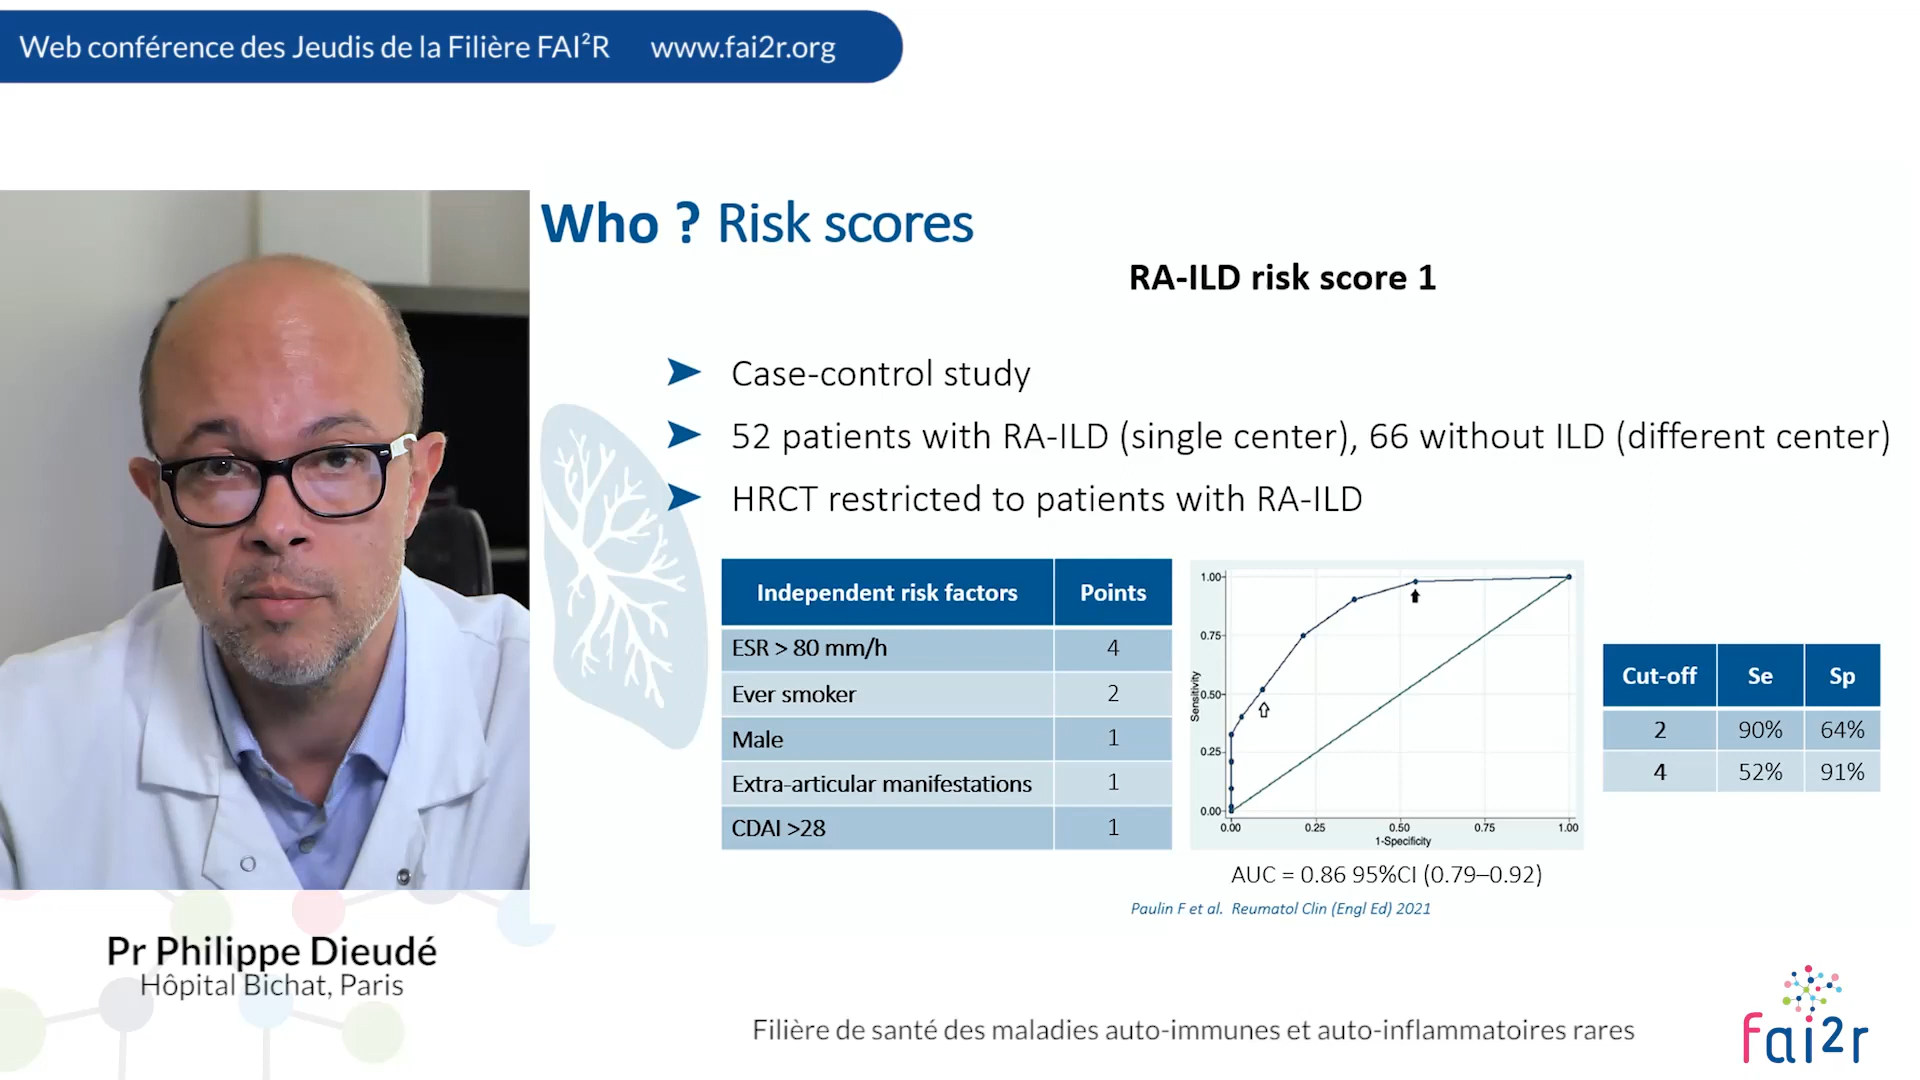 Web conférence des Jeudis de la Filière FAI²R www.fai2r.org
Who ? Risk scores
RA-ILD risk score 1
➤ Case-control study
➤ 52 patients with RA-ILD (single center), 66 without ILD (different center)
➤ HRCT restricted to patients with RA-ILD
Independent risk factors Points
ESR > 80 mm/h 4
Ever smoker 2
Male 1
Extra-articular manifestations 1
CDAI >28 1
Sensitivity
1.00
0.75
0.50
0.25
0.00
0.00 0.25 0.50 0.75 1.00
1-Specificity
Cut-off Se Sp
2 90% 64%
4 52% 91%
AUC = 0.86 95%CI (0.79–0.92)
Paulin F et al. Reumatol Clin (Engl Ed) 2021
Pr Philippe Dieudé
Hôpital Bichat, Paris
Filière de santé des maladies auto-immunes et auto-inflammatoires rares
fai2r